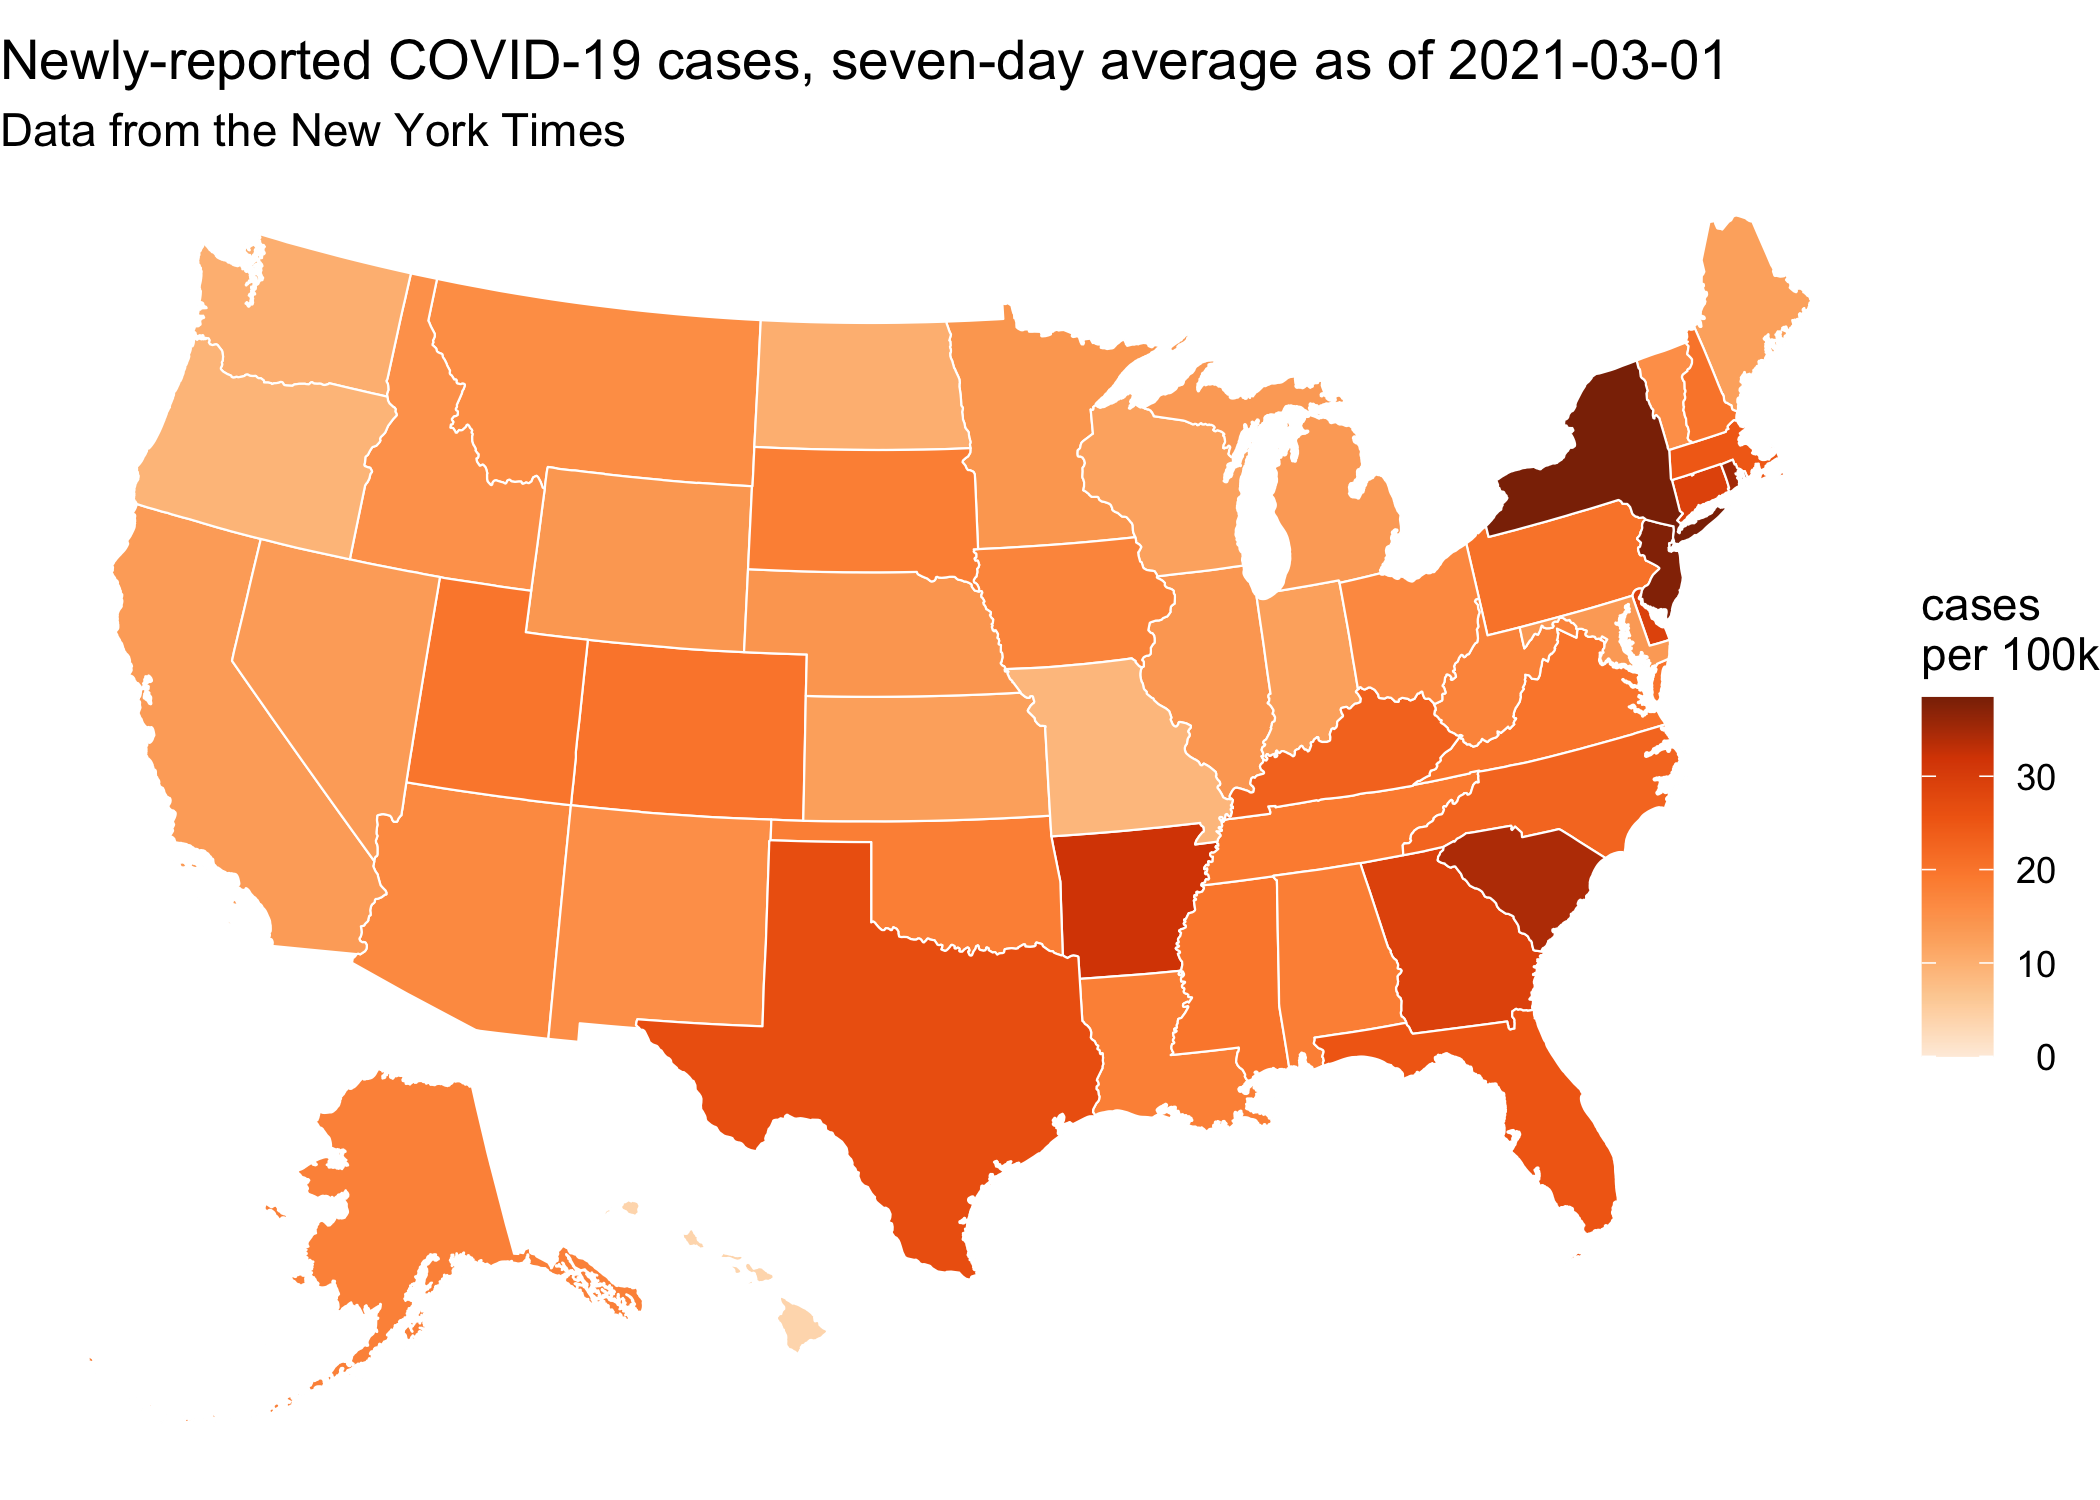 Newly-reported COVID-19 cases, seven-day average as of 2021-03-01
Data from the New York Times
cases
per 100k
30
20
10
0